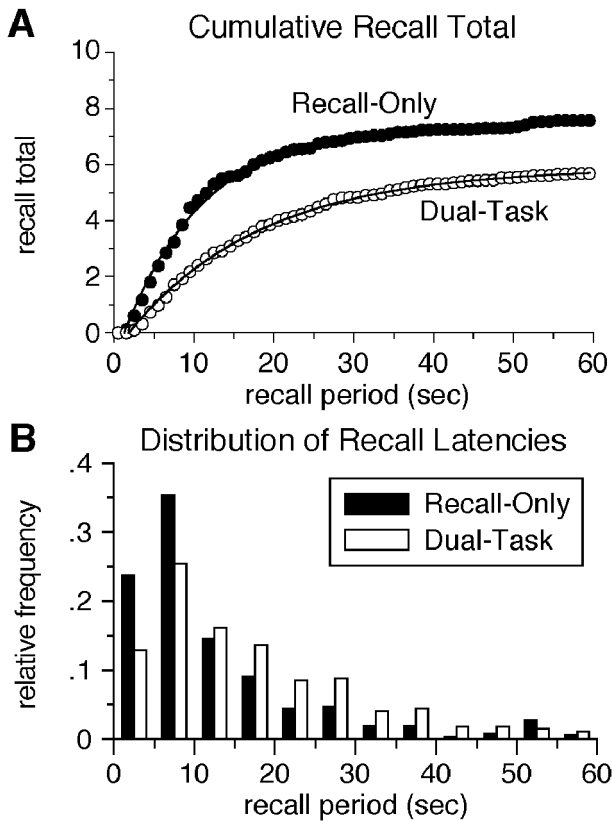 A
Cumulative Recall Total
10
8
6
4
2
0
recall total
Recall-Only
Dual-Task
0 10 20 30 40 50 60
recall period (sec)
B
Distribution of Recall Latencies
.4
.3
.2
.1
0
relative frequency
Recall-Only
Dual-Task
0 10 20 30 40 50 60
recall period (sec)